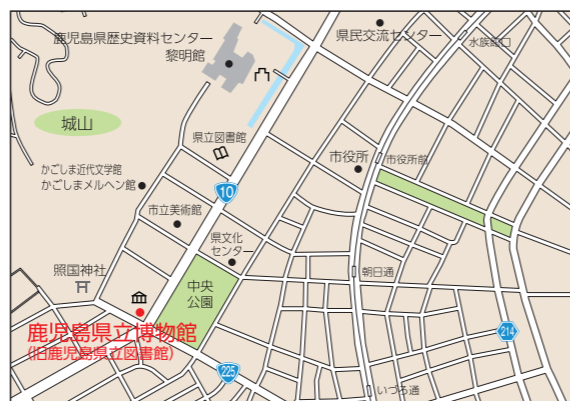 県民交流センター
水族館口
鹿児島県歴史資料センター
黎明館
城山
県立図書館
市役所
市役所前
かごしま近代文学館
かごしまメルヘン館
10
市立美術館
県文化
センター
照国神社
朝日通
中央
公園
鹿児島県立博物館
(旧鹿児島県立図書館)
214
225
いづろ通